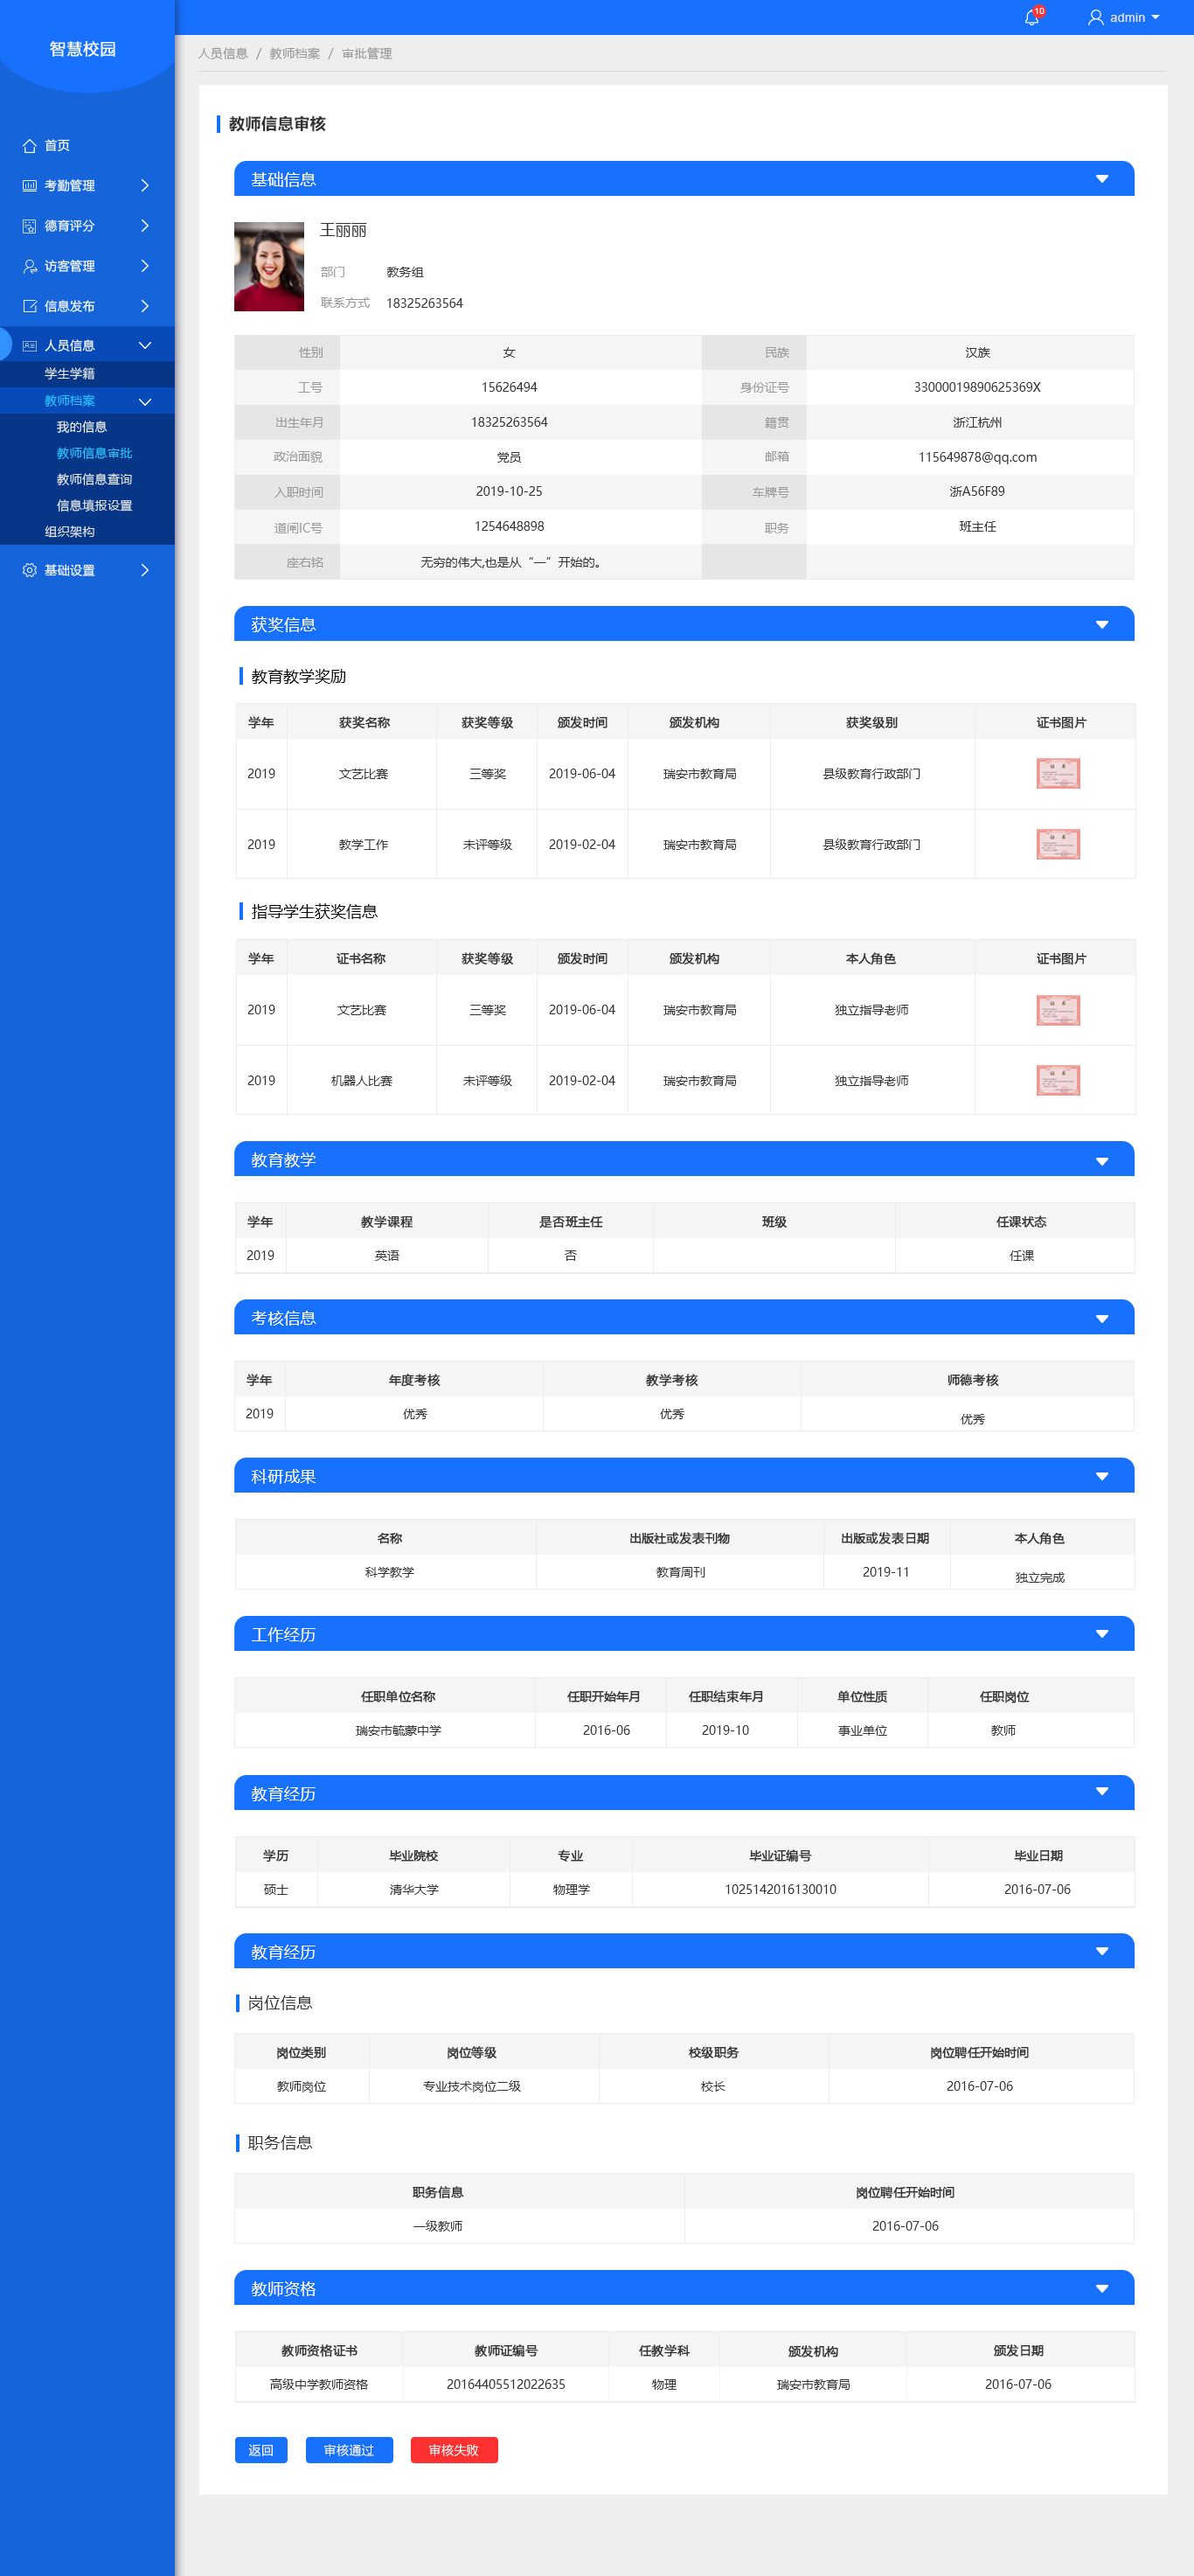 智慧校园
10
admin
人员信息 / 教师档案 / 审批管理
首页
考勤管理
德育评分
访客管理
信息发布
人员信息
学生学籍
教师档案
我的信息
教师信息审批
教师信息查询
信息填报设置
组织架构
基础设置
教师信息审核
基础信息
王丽丽
部门 教务组
联系方式 18325263564
性别 女 民族 汉族
工号 15626494 身份证号 33000019890625369X
出生年月 18325263564 籍贯 浙江杭州
政治面貌 党员 邮箱 115649878@qq.com
入职时间 2019-10-25 车牌号 浙A56F89
道闸IC号 1254648898 职务 班主任
座右铭 无穷的伟大,也是从“一”开始的。
获奖信息
教育教学奖励
学年 获奖名称 获奖等级 颁发时间 颁发机构 获奖级别 证书图片
2019 文艺比赛 三等奖 2019-06-04 瑞安市教育局 县级教育行政部门
2019 教学工作 未评等级 2019-02-04 瑞安市教育局 县级教育行政部门
指导学生获奖信息
学年 证书名称 获奖等级 颁发时间 颁发机构 本人角色 证书图片
2019 文艺比赛 三等奖 2019-06-04 瑞安市教育局 独立指导老师
2019 机器人比赛 未评等级 2019-02-04 瑞安市教育局 独立指导老师
教育教学
学年 教学课程 是否班主任 班级 任课状态
2019 英语 否 任课
考核信息
学年 年度考核 教学考核 师德考核
2019 优秀 优秀 优秀
科研成果
名称 出版社或发表刊物 出版或发表日期 本人角色
科学教学 教育周刊 2019-11 独立完成
工作经历
任职单位名称 任职开始年月 任职结束年月 单位性质 任职岗位
瑞安市毓蒙中学 2016-06 2019-10 事业单位 教师
教育经历
学历 毕业院校 专业 毕业证编号 毕业日期
硕士 清华大学 物理学 1025142016130010 2016-07-06
教育经历
岗位信息
岗位类别 岗位等级 校级职务 岗位聘任开始时间
教师岗位 专业技术岗位二级 校长 2016-07-06
职务信息
职务信息 岗位聘任开始时间
一级教师 2016-07-06
教师资格
教师资格证书 教师证编号 任教学科 颁发机构 颁发日期
高级中学教师资格 20164405512022635 物理 瑞安市教育局 2016-07-06
返回 审核通过 审核失败